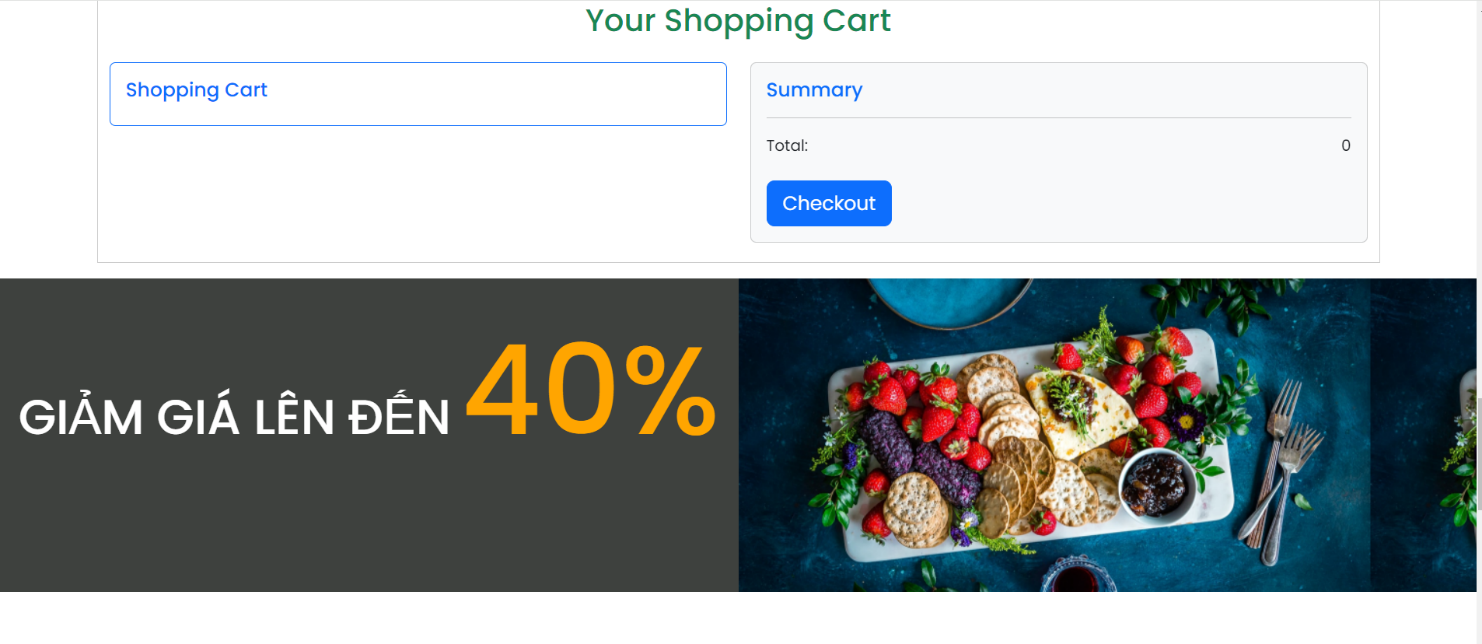 Your Shopping Cart
Shopping Cart
Summary
Total: 0
Checkout
GIẢM GIÁ LÊN ĐẾN 40%